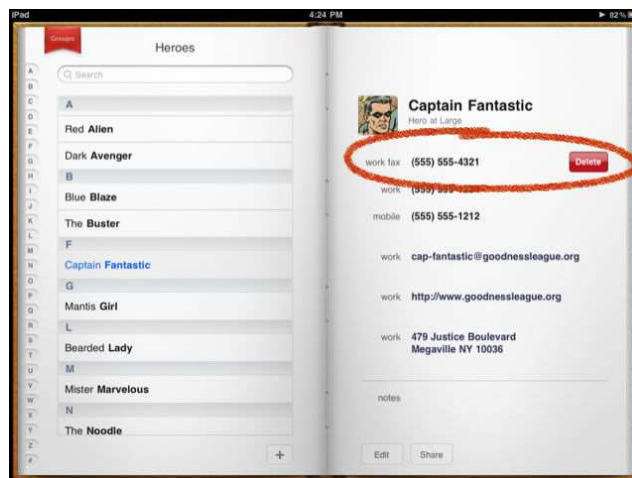 iPad 4:24 PM 82%
Groups
Heroes
Search
A
B
C
D
E
F
G
H
I
J
K
L
M
N
O
P
Q
R
S
T
U
V
W
X
Y
Z
#
A
Red Alien
Dark Avenger
B
Blue Blaze
The Buster
F
Captain Fantastic
G
Mantis Girl
L
Bearded Lady
M
Mister Marvelous
N
The Noodle
+
Captain Fantastic
Hero at Large
work fax (555) 555-4321 Delete
work (555)
mobile (555) 555-1212
work cap-fantastic@goodnessleague.org
work http://www.goodnessleague.org
work 479 Justice Boulevard
Megaville NY 10036
notes
Edit Share